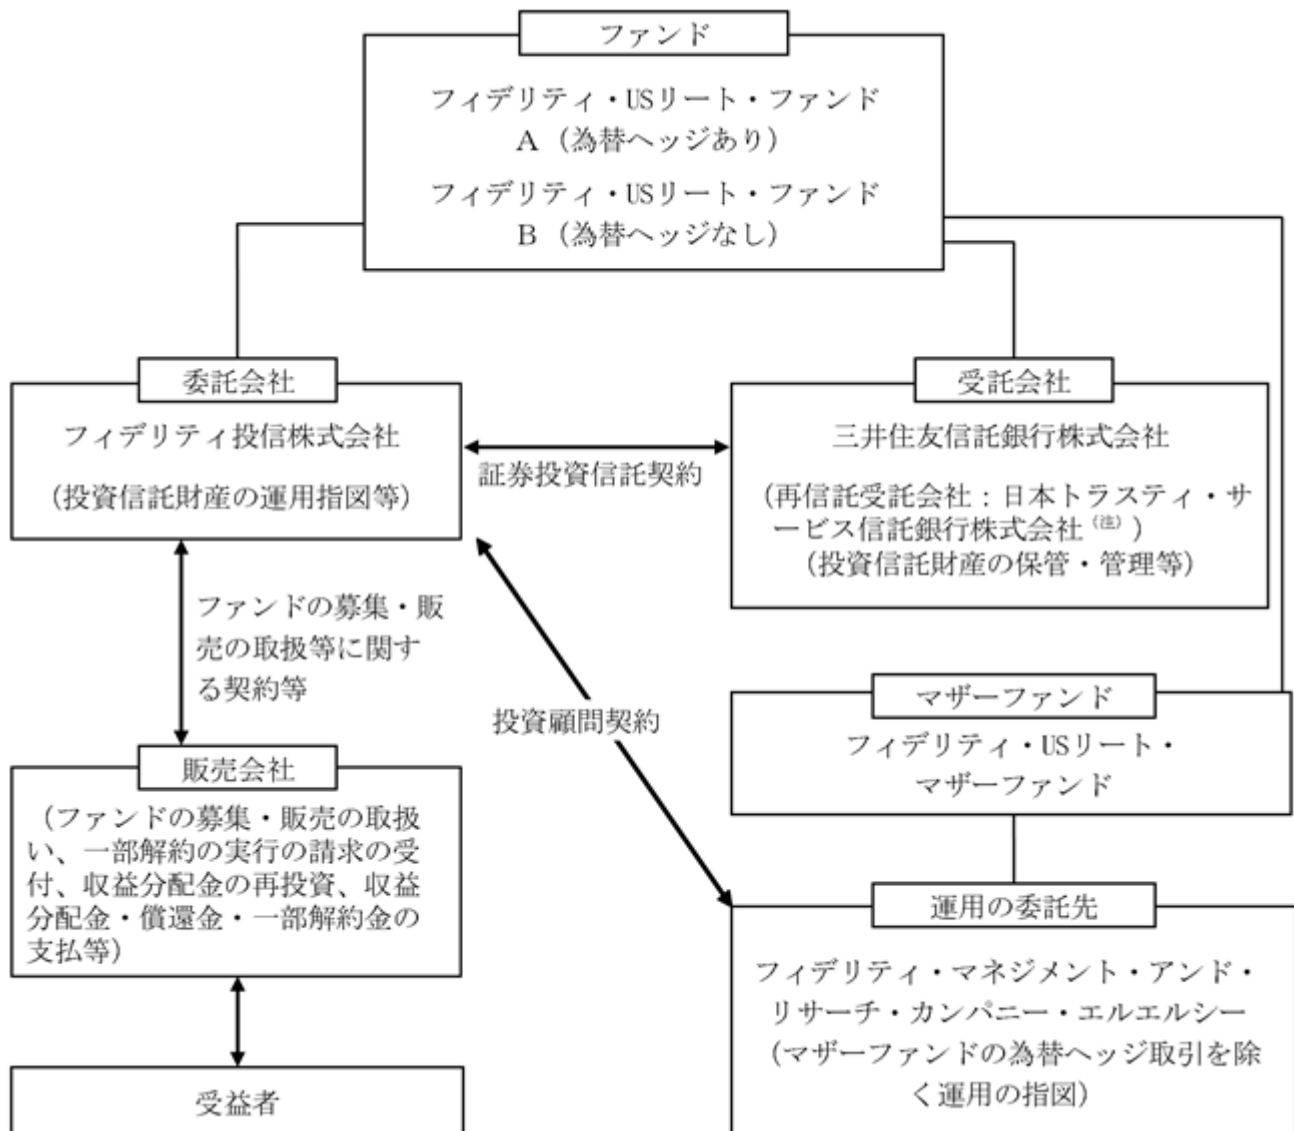 ファンド
フィデリティ・USリート・ファンド
A（為替ヘッジあり）
フィデリティ・USリート・ファンド
B（為替ヘッジなし）
委託会社
フィデリティ投信株式会社
（投資信託財産の運用指図等）
証券投資信託契約
受託会社
三井住友信託銀行株式会社
（再信託受託会社：日本トラスティ・サ
ービス信託銀行株式会社（注））
（投資信託財産の保管・管理等）
ファンドの募集・販
売の取扱等に関す
る契約等
投資顧問契約
マザーファンド
フィデリティ・USリート・
マザーファンド
販売会社
（ファンドの募集・販売の取扱
い、一部解約の実行の請求の受
付、収益分配金の再投資、収益
分配金・償還金・一部解約金の
支払等）
運用の委託先
フィデリティ・マネジメント・アンド・
リサーチ・カンパニー・エルエルシー
（マザーファンドの為替ヘッジ取引を除
く運用の指図）
受益者